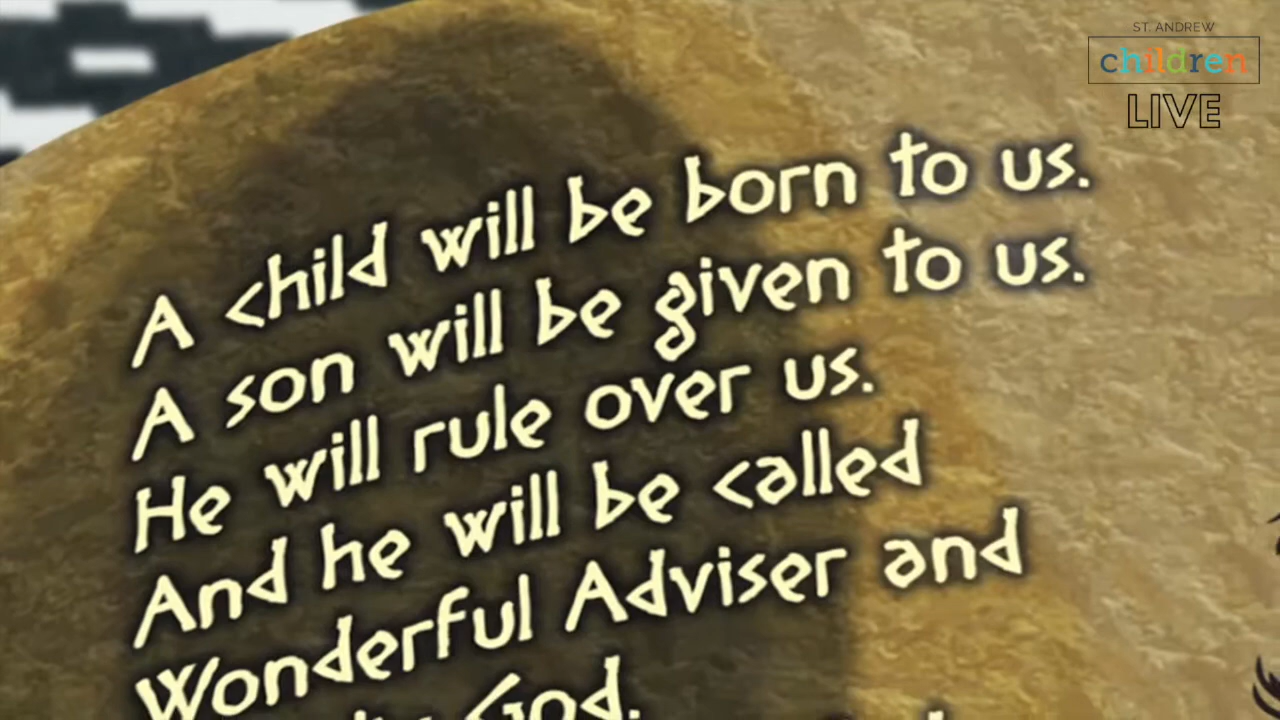 ST. ANDREW
children
LIVE
A child will be born to us.
A son will be given to us.
He will rule over us.
And he will be called
Wonderful Adviser and
God.